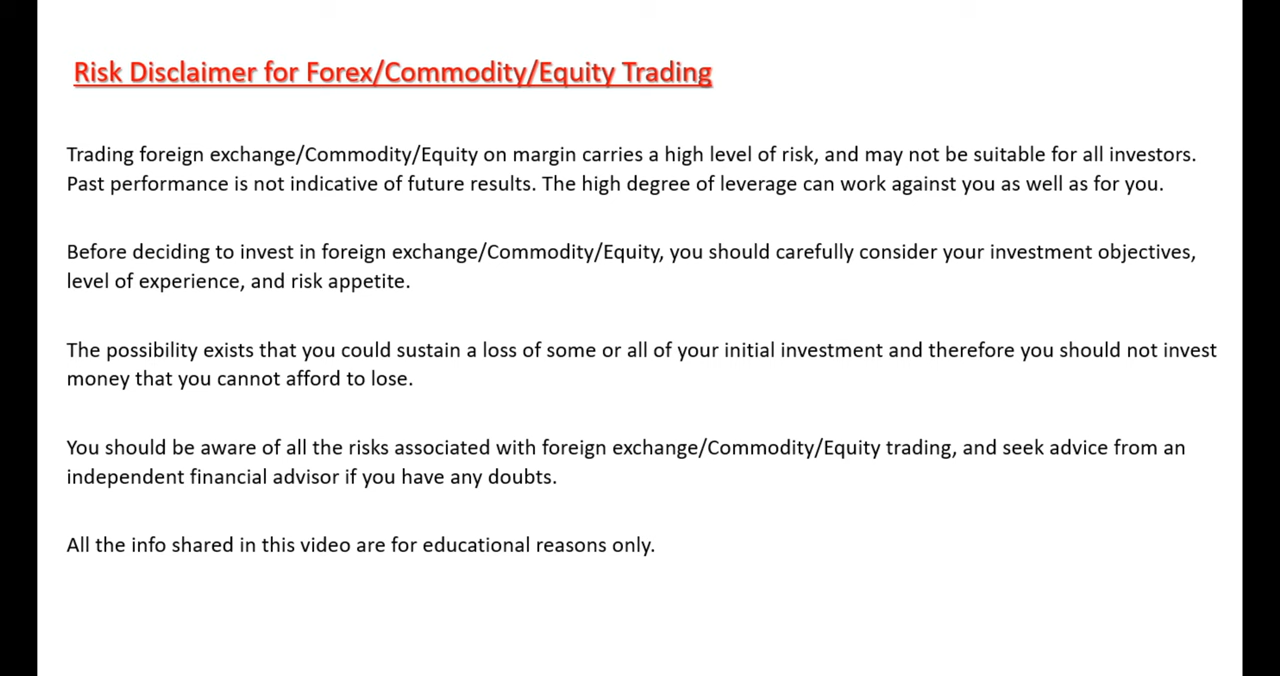 Risk Disclaimer for Forex/Commodity/Equity Trading
Trading foreign exchange/Commodity/Equity on margin carries a high level of risk, and may not be suitable for all investors.
Past performance is not indicative of future results. The high degree of leverage can work against you as well as for you.
Before deciding to invest in foreign exchange/Commodity/Equity, you should carefully consider your investment objectives,
level of experience, and risk appetite.
The possibility exists that you could sustain a loss of some or all of your initial investment and therefore you should not invest
money that you cannot afford to lose.
You should be aware of all the risks associated with foreign exchange/Commodity/Equity trading, and seek advice from an
independent financial advisor if you have any doubts.
All the info shared in this video are for educational reasons only.